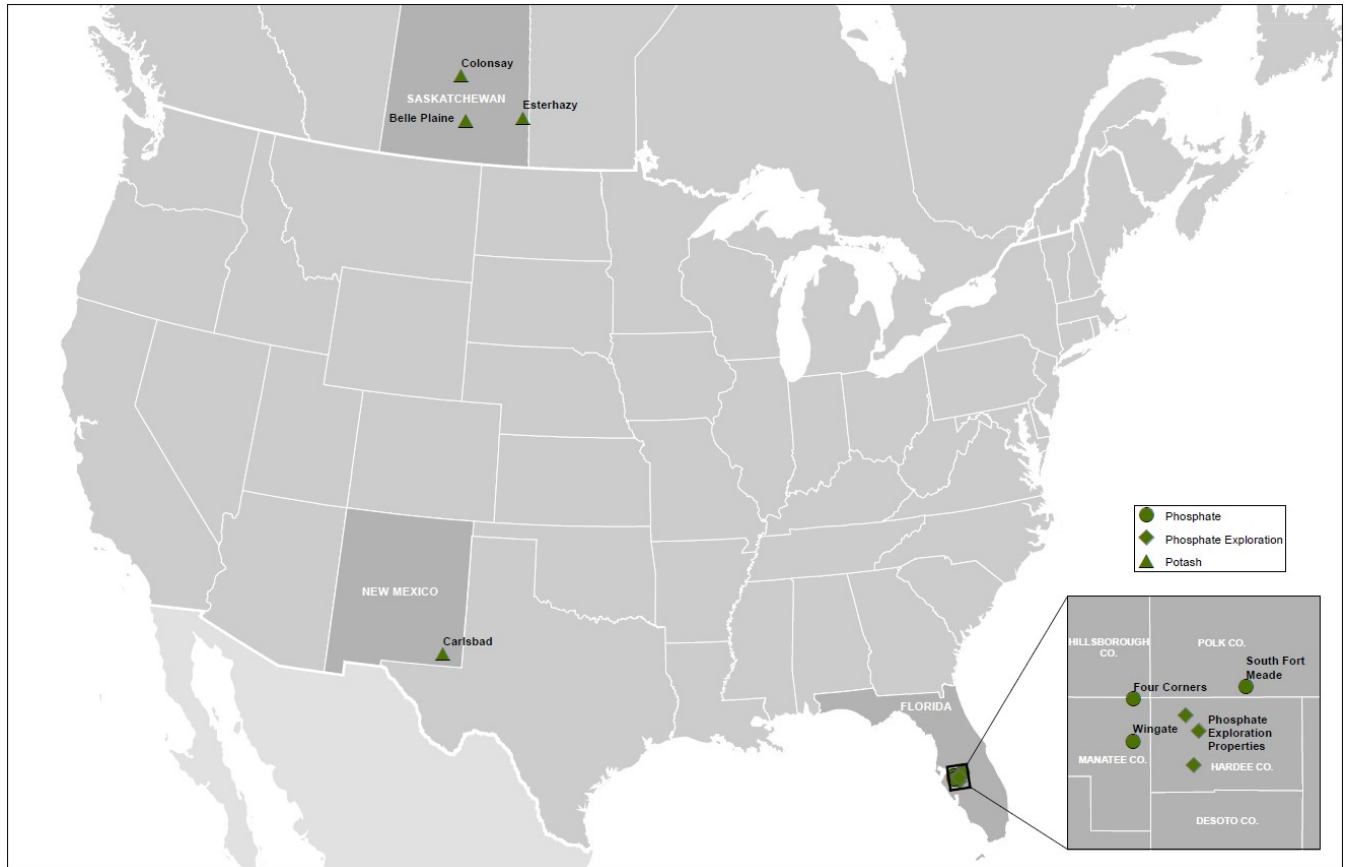 Colonsay
SASKATCHEWAN
Esterhazy
Belle Plaine
Phosphate
Phosphate Exploration
Potash
NEW MEXICO
Carlsbad
FLORIDA
HILLSBOROUGH
CO.
POLK CO.
South Fort
Meade
Four Corners
Wingate
Phosphate
Exploration
Properties
MANATEE CO.
HARDEE CO.
DESOTO CO.